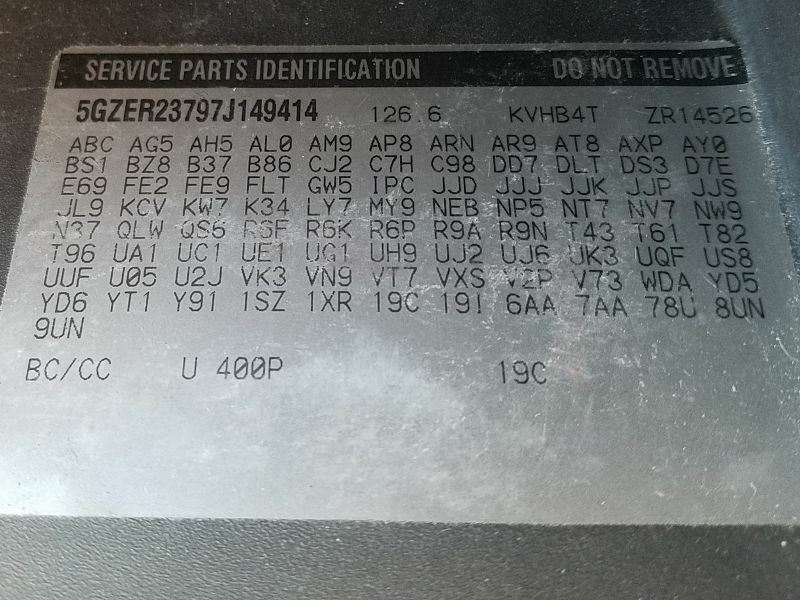 SERVICE PARTS IDENTIFICATION DO NOT REMOVE
5GZER23797J149414 126.6 KVHB4T ZR14526
ABC AG5 AH5 AL0 AM9 AP8 ARN AR9 AT8 AXP AY0
BS1 BZ8 B37 B86 CJ2 C7H C98 DD7 DLT DS3 D7E
E69 FE2 FE9 FLT GW5 IPC JJD JJJ JJK JJP JJS
JL9 KCV KW7 K34 LY7 MY9 NEB NP5 NT7 NV7 NW9
N37 QLW QS6 R6F R6K R6P R9A R9N T43 T61 T82
T96 UA1 UC1 UE1 UG1 UH9 UJ2 UJ6 UK3 UQF US8
UUF U05 U2J VK3 VN9 VT7 VXS V2P V73 WDA YD5
YD6 YT1 Y91 1SZ 1XR 19C 19I 6AA 7AA 78U 8UN
9UN
BC/CC U 400P 19C